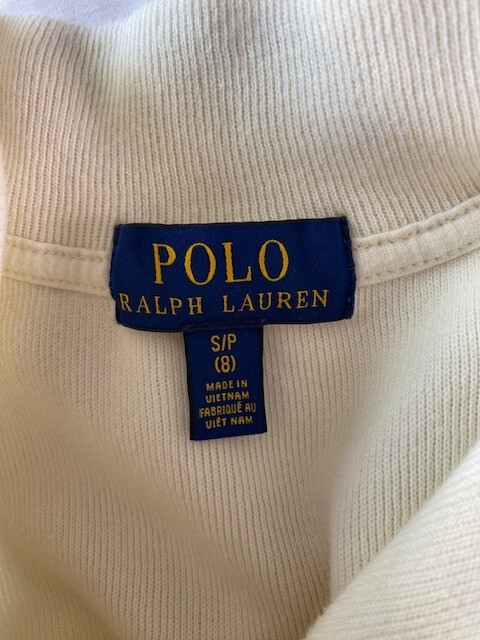 POLO
RALPH LAUREN
S/P
(8)
MADE IN
VIETNAM
FABRIQUÉ AU
VIÊT NAM